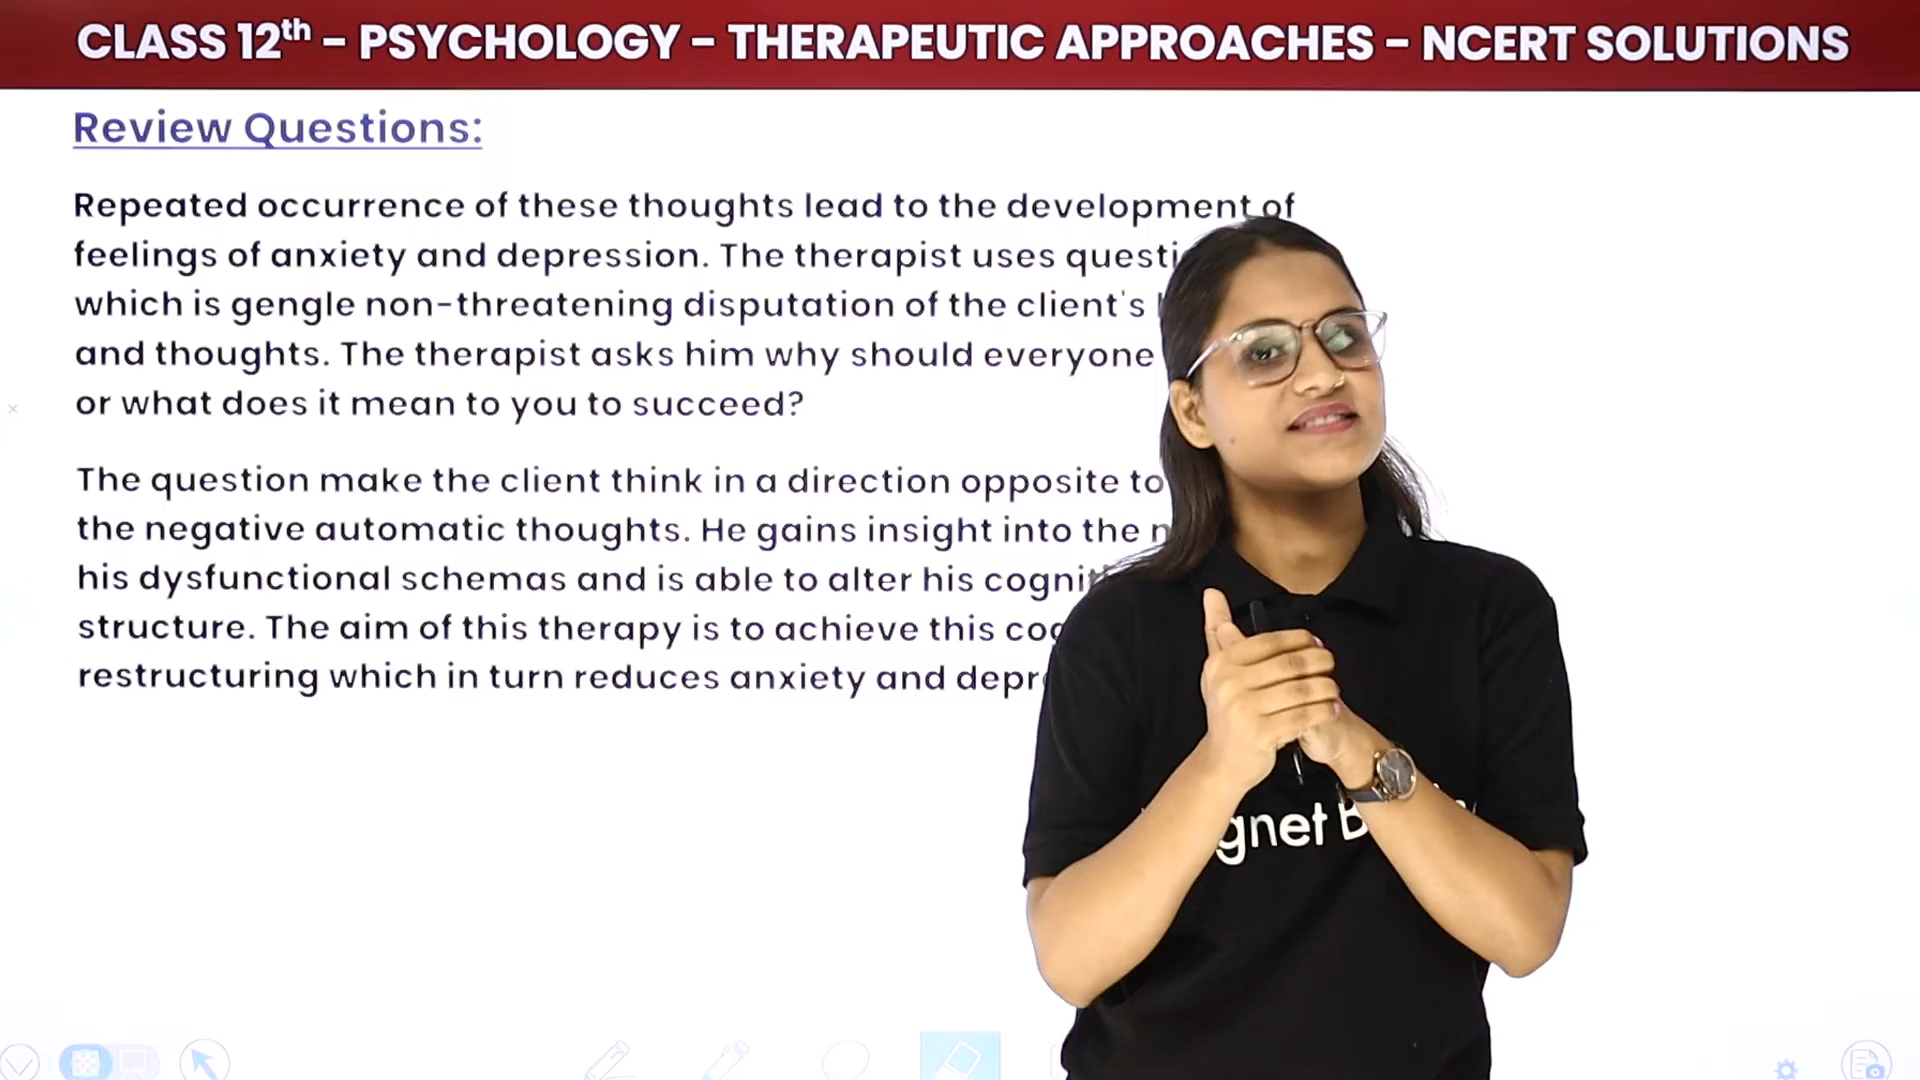 CLASS 12th - PSYCHOLOGY - THERAPEUTIC APPROACHES - NCERT SOLUTIONS
Review Questions:
Repeated occurrence of these thoughts lead to the development of
feelings of anxiety and depression. The therapist uses questi
which is gengle non-threatening disputation of the client's
and thoughts. The therapist asks him why should everyone
or what does it mean to you to succeed?
The question make the client think in a direction opposite to
the negative automatic thoughts. He gains insight into the
his dysfunctional schemas and is able to alter his cogniti
structure. The aim of this therapy is to achieve this cog
restructuring which in turn reduces anxiety and depr
gnet B